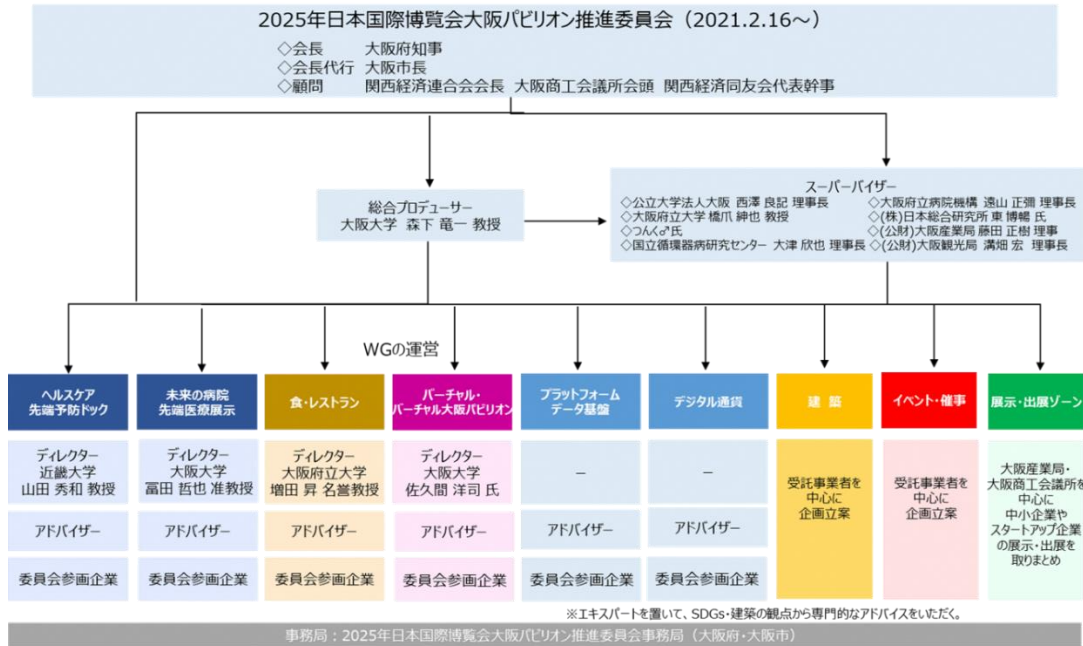 2025年日本国際博覧会大阪パビリオン推進委員会（2021.2.16～）
◇会長　　大阪府知事
◇会長代行　大阪市長
◇顧問　　関西経済連合会会長　大阪商工会議所会頭　関西経済同友会代表幹事
総合プロデューサー
大阪大学　森下 竜一 教授
スーパーバイザー
◇公立大学法人大阪 西澤 良記 理事長
◇大阪府立大学 橋爪 紳也 教授
◇つんく♂氏
◇国立循環器病研究センター　大津 欣也 理事長
◇大阪府立病院機構　遠山 正彌 理事長
◇(株)日本総合研究所 東 博暢 氏
◇(公財)大阪産業局 藤田 正樹 理事
◇(公財)大阪観光局 溝畑 宏　理事長
WGの運営
ヘルスケア
先端予防ドック
ディレクター
近畿大学
山田 秀和 教授
アドバイザー
委員会参画企業
未来の病院
先端医療展示
ディレクター
大阪大学
冨田 哲也 准教授
アドバイザー
委員会参画企業
食・レストラン
ディレクター
大阪府立大学
増田 昇 名誉教授
アドバイザー
委員会参画企業
バーチャル・
バーチャル大阪パビリオン
ディレクター
大阪大学
佐久間 洋司 氏
アドバイザー
委員会参画企業
プラットフォーム
データ基盤
－
アドバイザー
委員会参画企業
デジタル通貨
－
アドバイザー
委員会参画企業
建 築
受託事業者を
中心に
企画立案
イベント・催事
受託事業者を
中心に
企画立案
展示・出展ゾーン
大阪産業局・
大阪商工会議所を
中心に
中小企業や
スタートアップ企業
の展示・出展を
取りまとめ
※エキスパートを置いて、SDGs・建築の観点から専門的なアドバイスをいただく。
事務局：2025年日本国際博覧会大阪パビリオン推進委員会事務局（大阪府・大阪市）